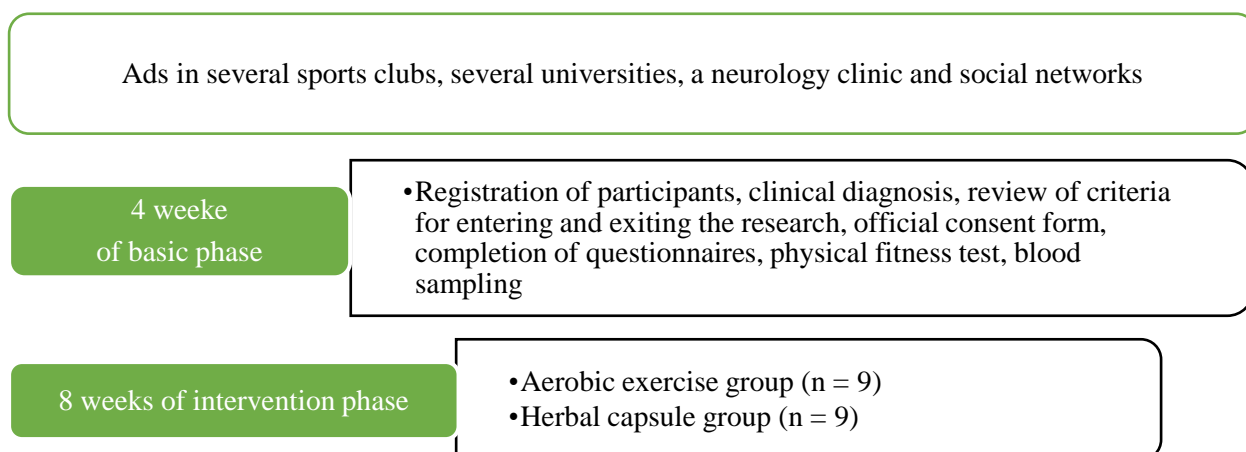 Ads in several sports clubs, several universities, a neurology clinic and social networks
4 weeke
of basic phase
•Registration of participants, clinical diagnosis, review of criteria
for entering and exiting the research, official consent form,
completion of questionnaires, physical fitness test, blood
sampling
8 weeks of intervention phase
•Aerobic exercise group (n = 9)
•Herbal capsule group (n = 9)